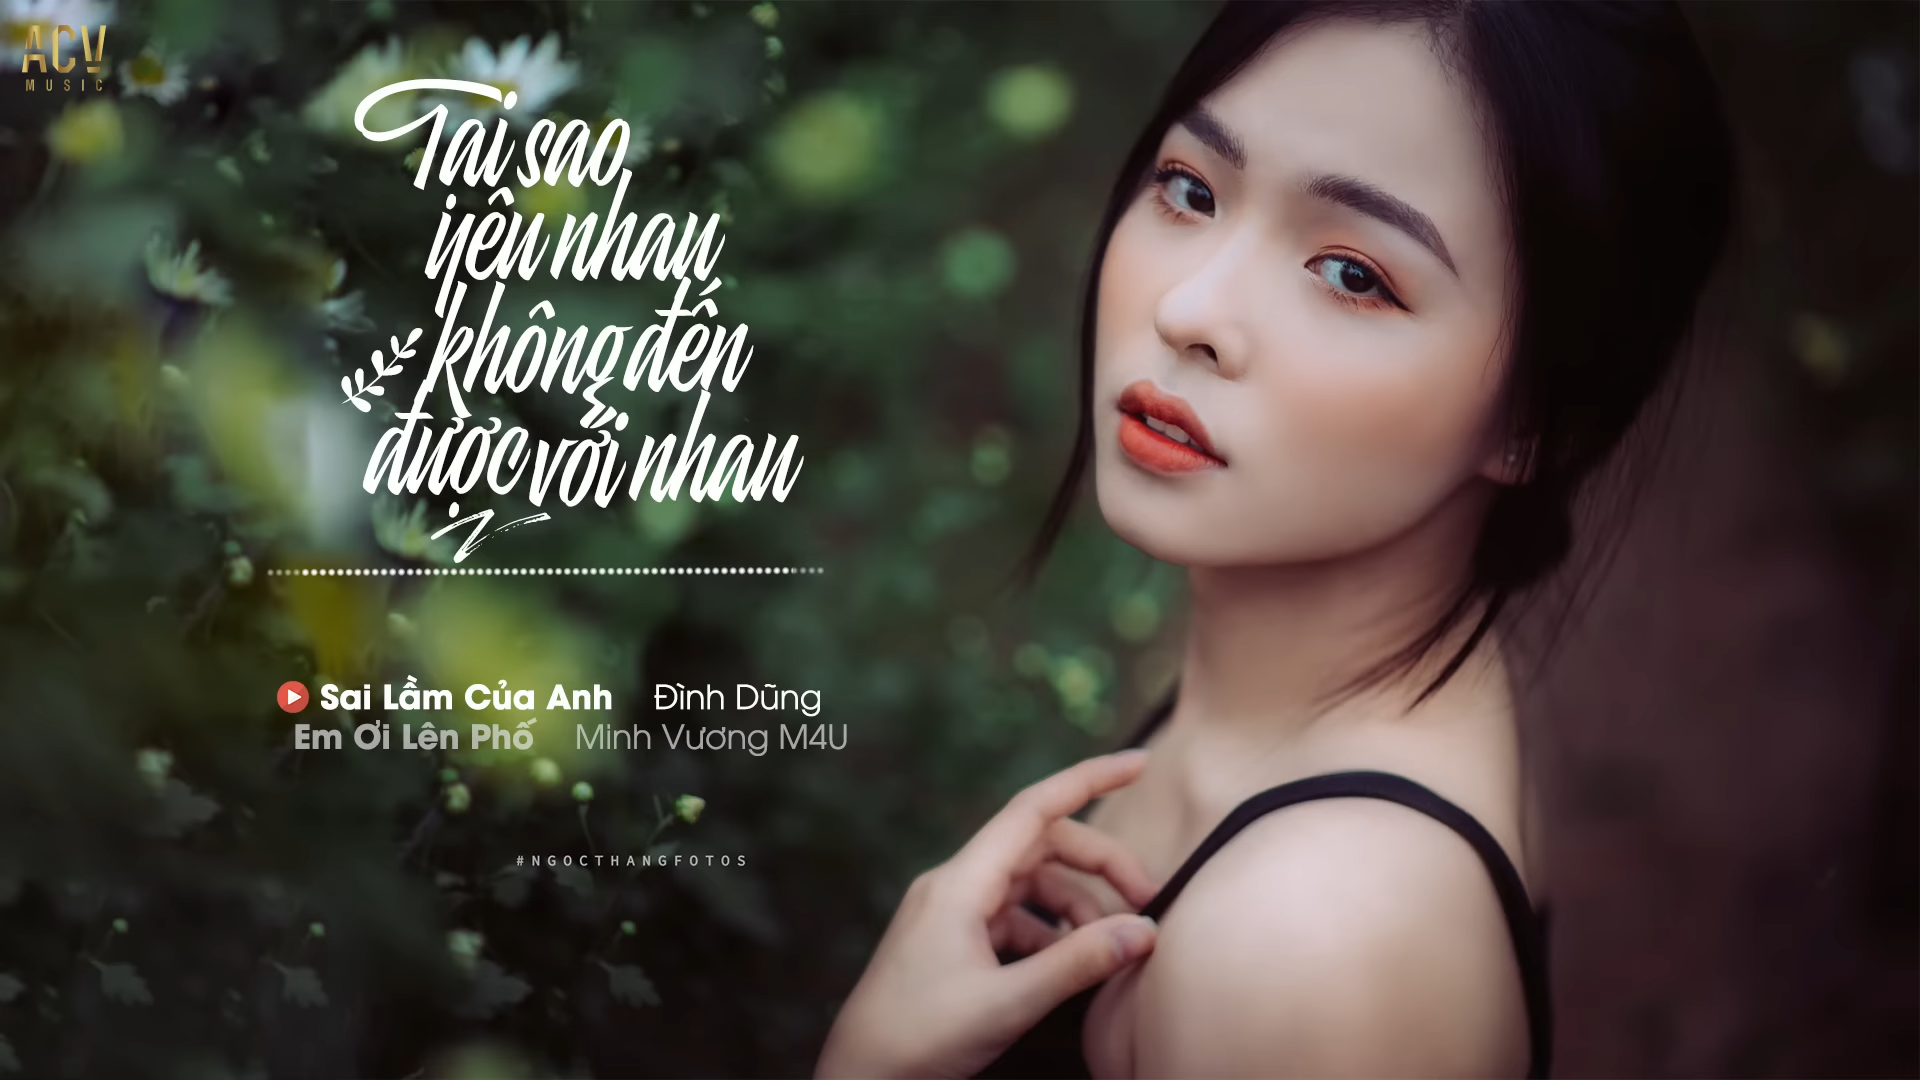 ACV
MUSIC
Tại sao
yêu nhau
không đến
được với nhau
Sai Lầm Của Anh Đình Dũng
Em Ơi Lên Phố Minh Vương M4U
#NGOCTHANGFOTOS